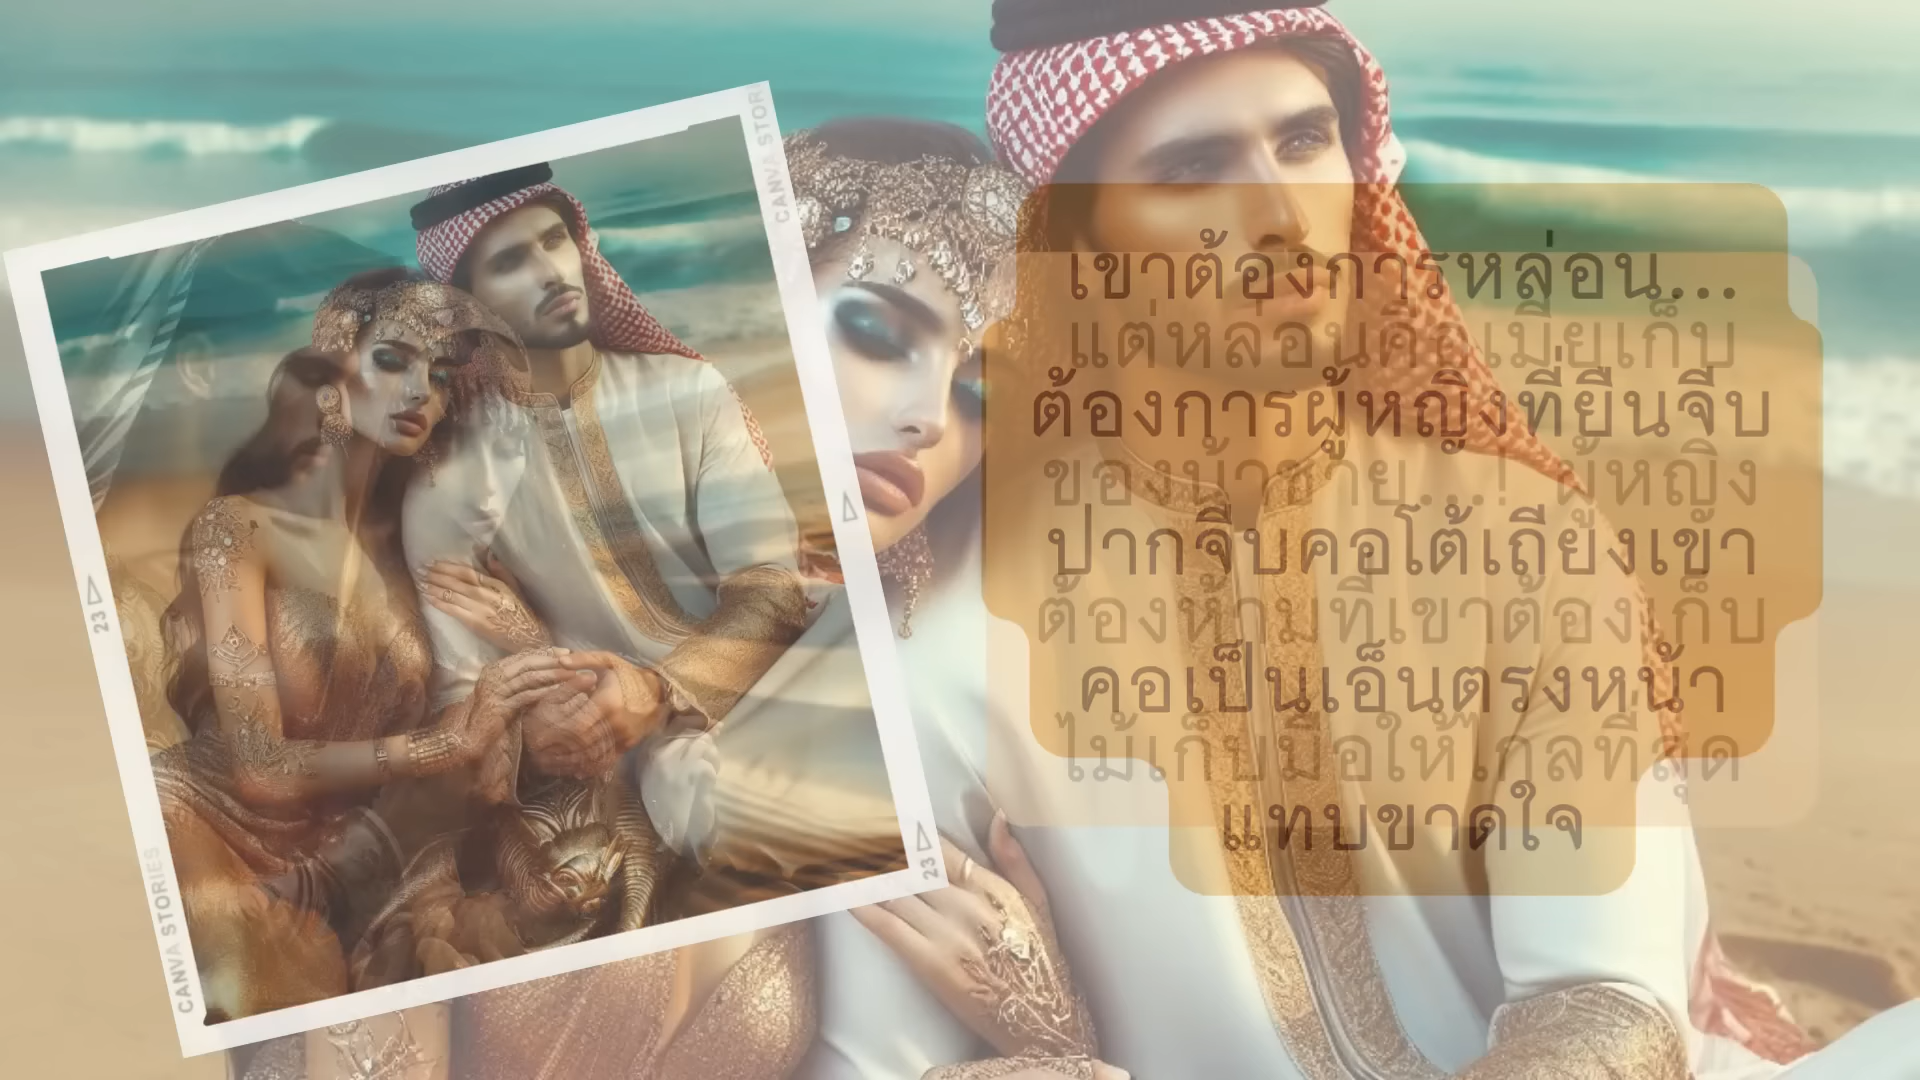 เขาต้องการหล่อน...
แต่หล่อนคือเมียเก็บ
ต้องการผู้หญิงที่ยืนจีบ
ของน้าชาย...! ผู้หญิง
ปากจีบคอโต้เถียงเขา
ต้องห้ามที่เขาต้องเก็บ
คอเป็นเอ็นตรงหน้า
ไม้เก็บมือให้ไกลที่สุด
แทบขาดใจ
CANVA STORIES
23
CANVA
23